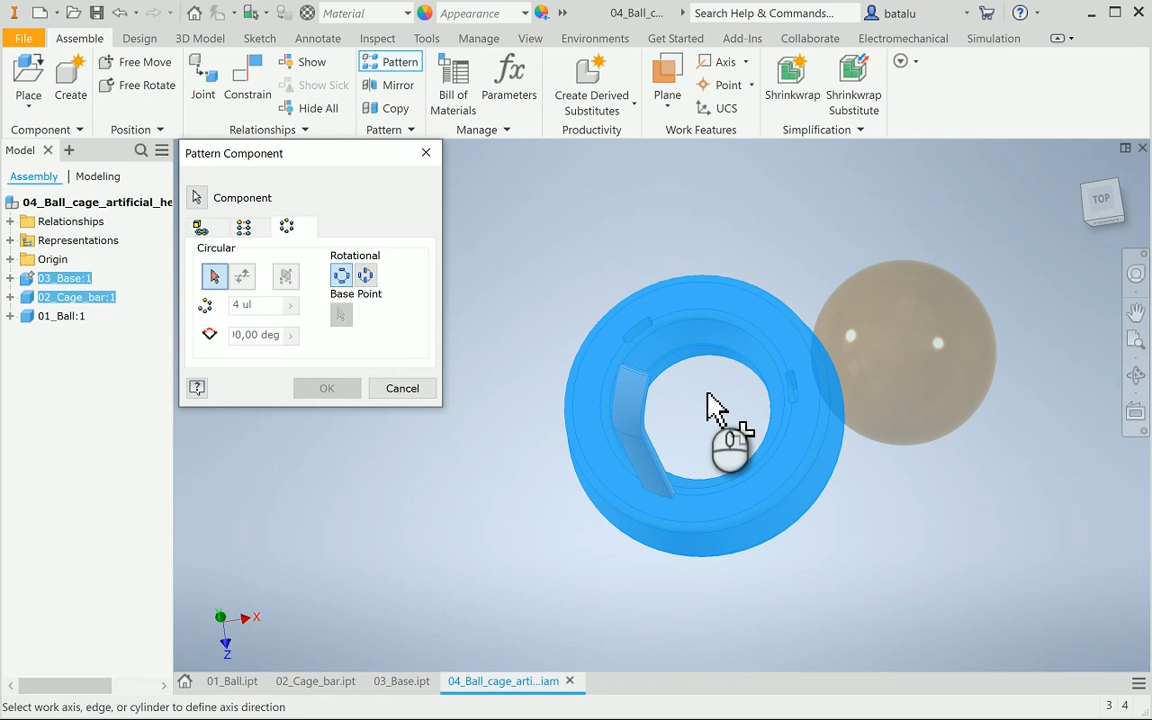 Material
Appearance
04_Ball_c...
Search Help & Commands...
batalu
File
Assemble
Design
3D Model
Sketch
Annotate
Inspect
Tools
Manage
View
Environments
Get Started
Add-Ins
Collaborate
Electromechanical
Simulation
Place
Create
Free Move
Free Rotate
Joint
Constrain
Show
Show Sick
Hide All
Pattern
Mirror
Copy
Bill of
Materials
Parameters
Create Derived
Substitutes
Plane
Axis
Point
UCS
Shrinkwrap
Shrinkwrap
Substitute
Component
Position
Relationships
Pattern
Manage
Productivity
Work Features
Simplification
Model
Assembly
Modeling
04_Ball_cage_artificial_he
Relationships
Representations
Origin
03_Base:1
02_Cage_bar:1
01_Ball:1
Pattern Component
Component
Circular
4 ul
0,00 deg
Rotational
Base Point
OK
Cancel
TOP
X
Z
01_Ball.ipt
02_Cage_bar.ipt
03_Base.ipt
04_Ball_cage_arti...iam
Select work axis, edge, or cylinder to define axis direction
3 4